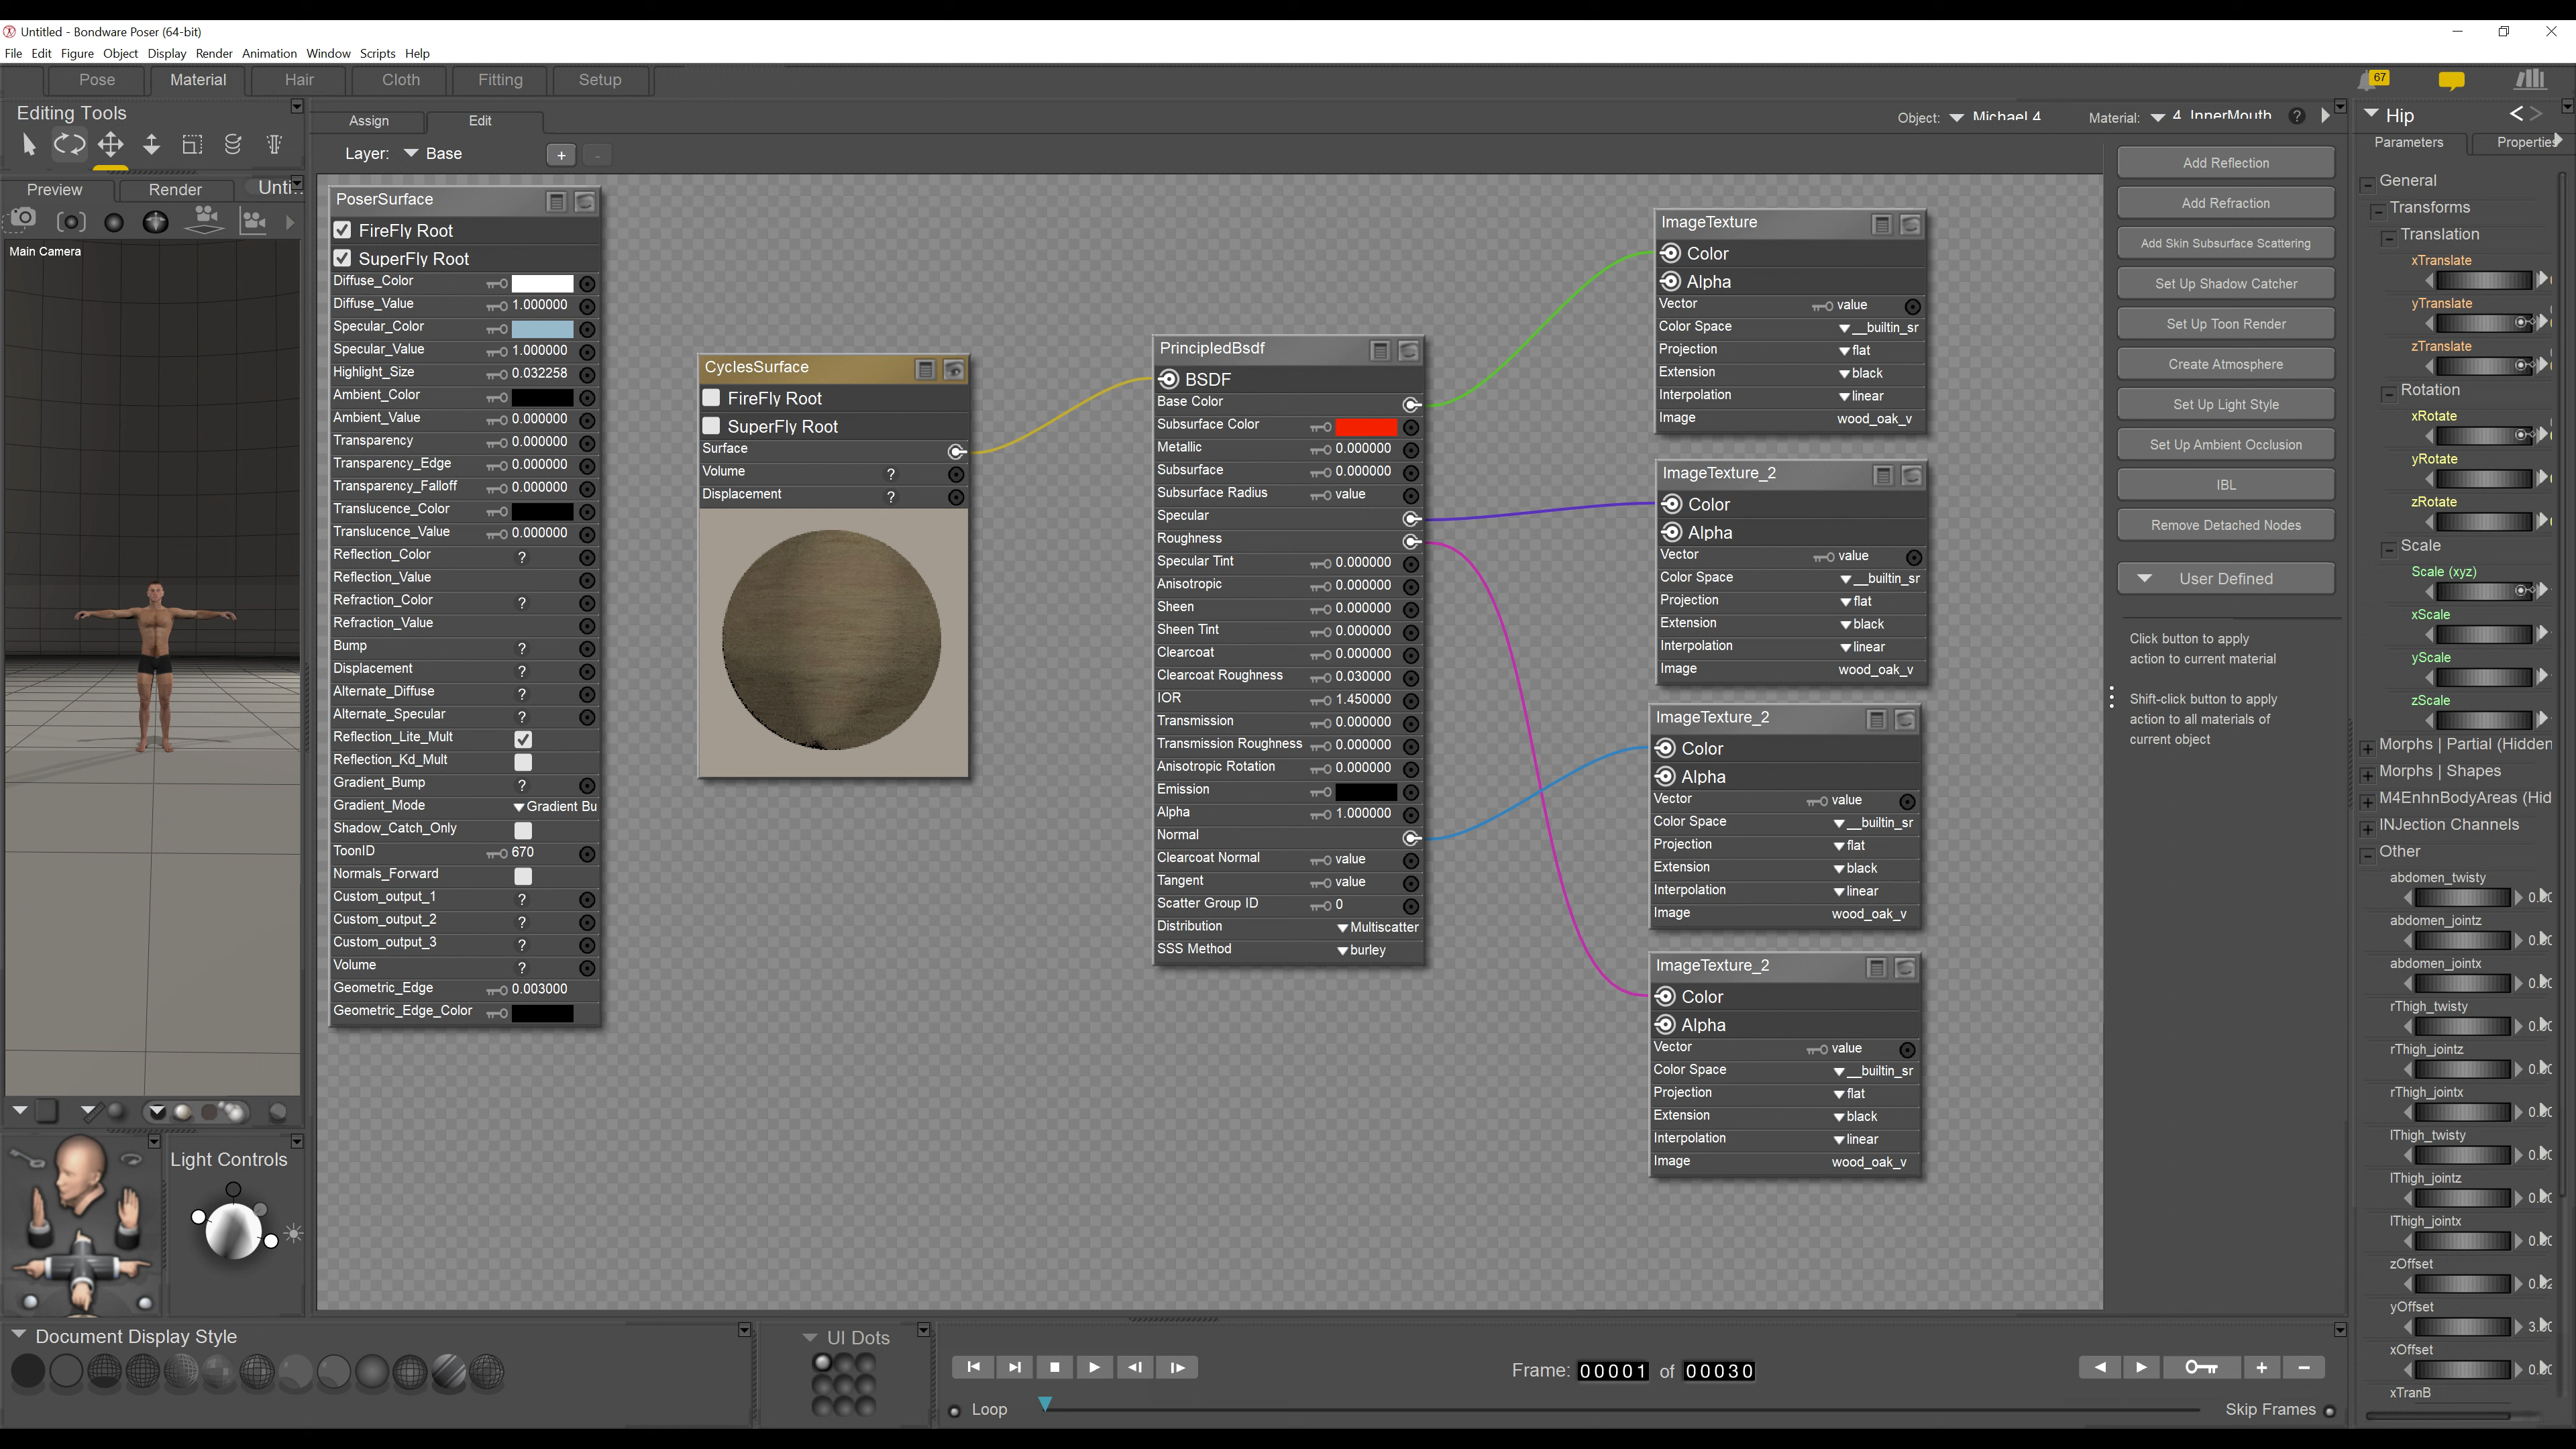 Untitled - Bondware Poser (64-bit)
File Edit Figure Object Display Render Animation Window Scripts Help
Pose Material Hair Cloth Fitting Setup
67
Editing Tools
Preview Render
Main Camera
Light Controls
Assign Edit
Object: Michael 4 Material: 4 InnerMouth ?
Layer: Base + -
PoserSurface
FireFly Root
SuperFly Root
Diffuse_Color
Diffuse_Value 1.000000
Specular_Color
Specular_Value 1.000000
Highlight_Size 0.032258
Ambient_Color
Ambient_Value 0.000000
Transparency 0.000000
Transparency_Edge 0.000000
Transparency_Falloff 0.000000
Translucence_Color
Translucence_Value 0.000000
Reflection_Color ?
Reflection_Value
Refraction_Color ?
Refraction_Value
Bump ?
Displacement ?
Alternate_Diffuse ?
Alternate_Specular ?
Reflection_Lite_Mult
Reflection_Kd_Mult
Gradient_Bump ?
Gradient_Mode Gradient Bu
Shadow_Catch_Only
ToonID 670
Normals_Forward
Custom_output_1 ?
Custom_output_2 ?
Custom_output_3 ?
Volume ?
Geometric_Edge 0.003000
Geometric_Edge_Color
CyclesSurface
FireFly Root
SuperFly Root
Surface
Volume ?
Displacement ?
PrincipledBsdf
BSDF
Base Color
Subsurface Color
Metallic 0.000000
Subsurface 0.000000
Subsurface Radius value
Specular
Roughness
Specular Tint 0.000000
Anisotropic 0.000000
Sheen 0.000000
Sheen Tint 0.000000
Clearcoat 0.000000
Clearcoat Roughness 0.030000
IOR 1.450000
Transmission 0.000000
Transmission Roughness 0.000000
Anisotropic Rotation 0.000000
Emission
Alpha 1.000000
Normal
Clearcoat Normal value
Tangent value
Scatter Group ID 0
Distribution Multiscatter
SSS Method burley
ImageTexture
Color
Alpha
Vector value
Color Space __builtin_sr
Projection flat
Extension black
Interpolation linear
Image wood_oak_v
ImageTexture_2
Color
Alpha
Vector value
Color Space __builtin_sr
Projection flat
Extension black
Interpolation linear
Image wood_oak_v
ImageTexture_2
Color
Alpha
Vector value
Color Space __builtin_sr
Projection flat
Extension black
Interpolation linear
Image wood_oak_v
ImageTexture_2
Color
Alpha
Vector value
Color Space __builtin_sr
Projection flat
Extension black
Interpolation linear
Image wood_oak_v
Add Reflection
Add Refraction
Add Skin Subsurface Scattering
Set Up Shadow Catcher
Set Up Toon Render
Create Atmosphere
Set Up Light Style
Set Up Ambient Occlusion
IBL
Remove Detached Nodes
User Defined
Click button to apply
action to current material
Shift-click button to apply
action to all materials of
current object
Hip
Parameters Properties
General
Transforms
Translation
xTranslate
yTranslate
zTranslate
Rotation
xRotate
yRotate
zRotate
Scale
Scale (xyz)
xScale
yScale
zScale
Morphs | Partial (Hidden
Morphs | Shapes
M4EnhnBodyAreas (Hid
INJection Channels
Other
abdomen_twisty
abdomen_jointz
abdomen_jointx
rThigh_twisty
rThigh_jointz
rThigh_jointx
lThigh_twisty
lThigh_jointz
lThigh_jointx
zOffset
yOffset
xOffset
xTranB
Document Display Style
UI Dots
Frame: 00001 of 00030
Loop Skip Frames